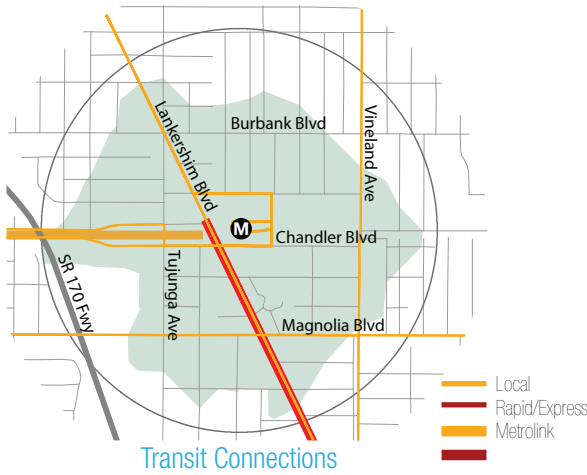 Lankershim Blvd
Burbank Blvd
Vineland Ave
M
Chandler Blvd
SR 170 Fwy
Tujunga Ave
Magnolia Blvd
Local
Rapid/Express
Metrolink
Transit Connections